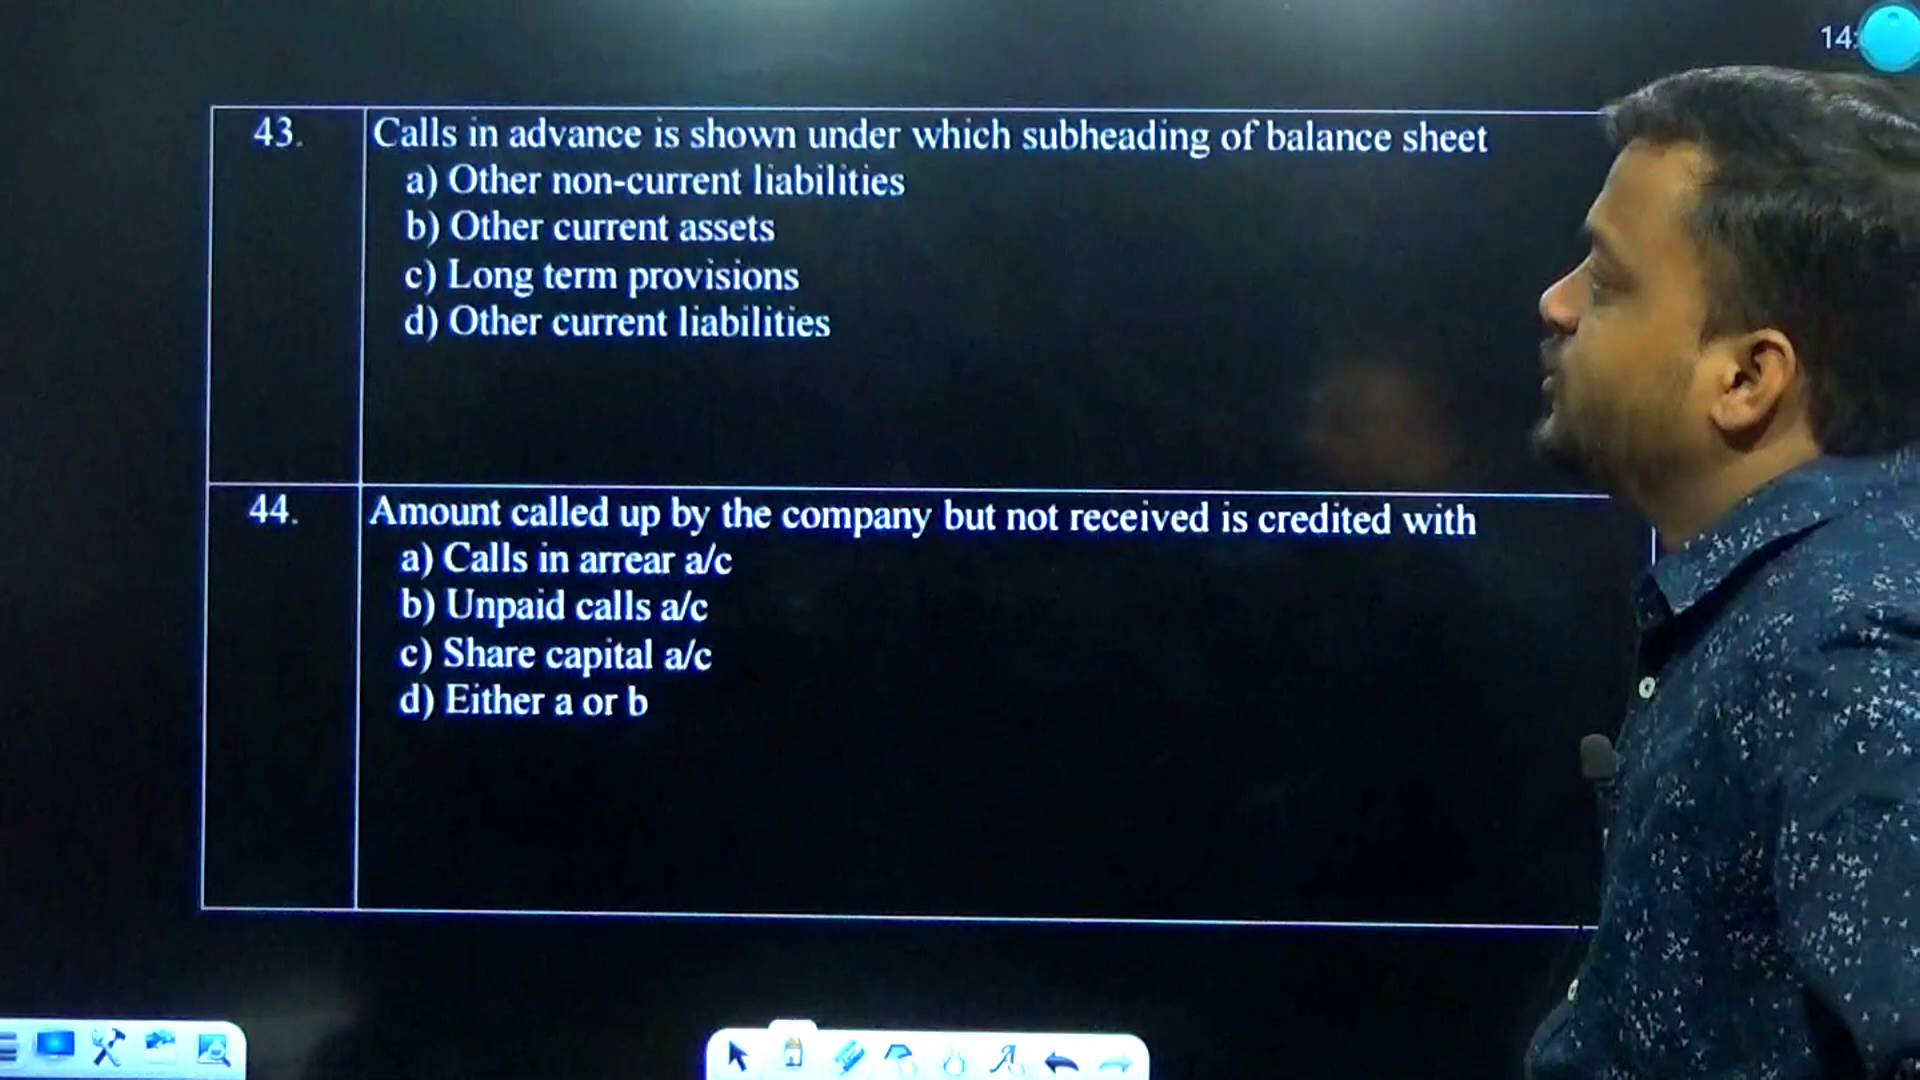 14:
43. Calls in advance is shown under which subheading of balance sheet
a) Other non-current liabilities
b) Other current assets
c) Long term provisions
d) Other current liabilities
44. Amount called up by the company but not received is credited with
a) Calls in arrear a/c
b) Unpaid calls a/c
c) Share capital a/c
d) Either a or b